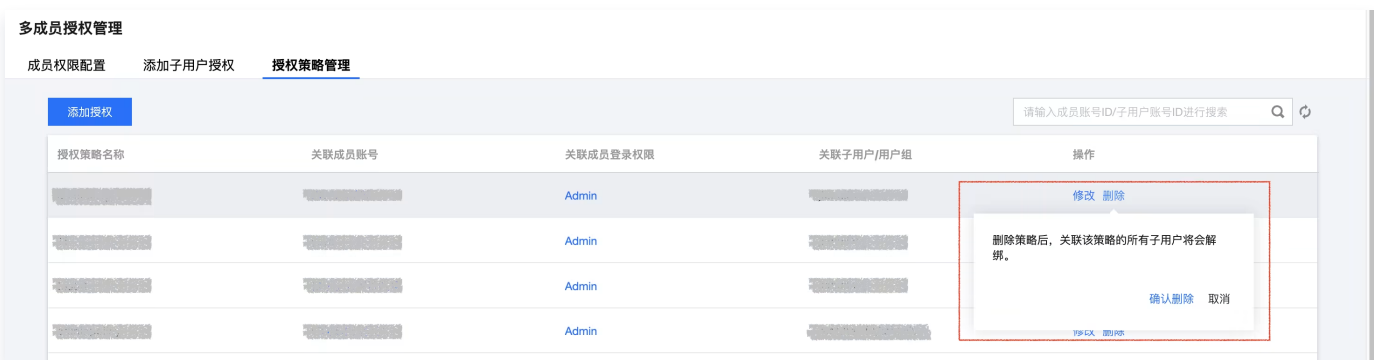 多成员授权管理
成员权限配置 添加子用户授权 授权策略管理
添加授权
请输入成员账号ID/子用户账号ID进行搜索
授权策略名称 关联成员账号 关联成员登录权限 关联子用户/用户组 操作
Admin 修改 删除
Admin
删除策略后，关联该策略的所有子用户将会解
绑。
Admin
确认删除 取消
Admin 修改 删除